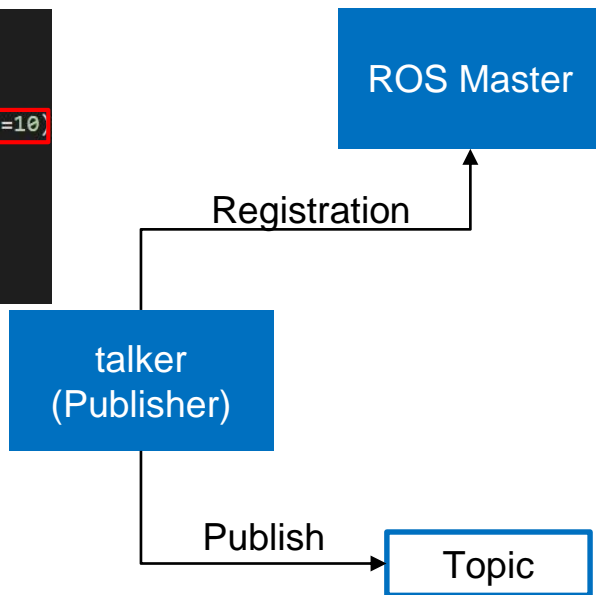 ROS Master
=10)
Registration
talker
(Publisher)
Publish
Topic